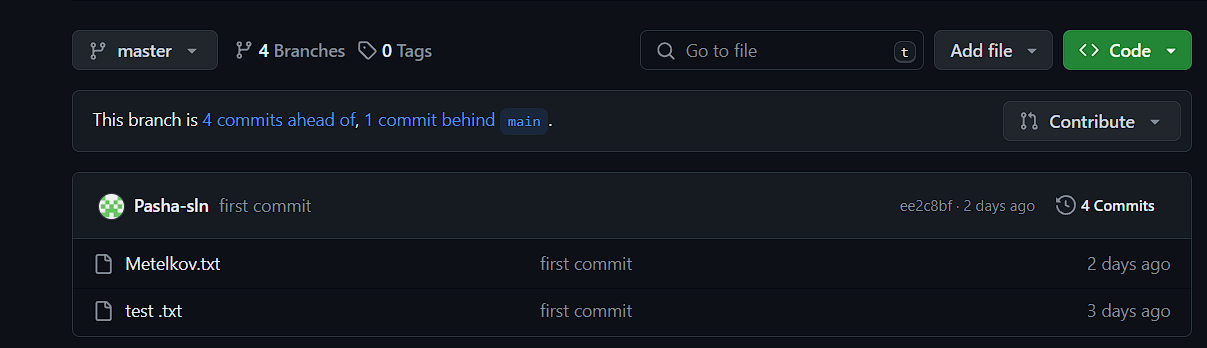 master 4 Branches 0 Tags Go to file t Add file Code
This branch is 4 commits ahead of, 1 commit behind main.
Contribute
Pasha-sln first commit ee2c8bf · 2 days ago 4 Commits
Metelkov.txt first commit 2 days ago
test .txt first commit 3 days ago